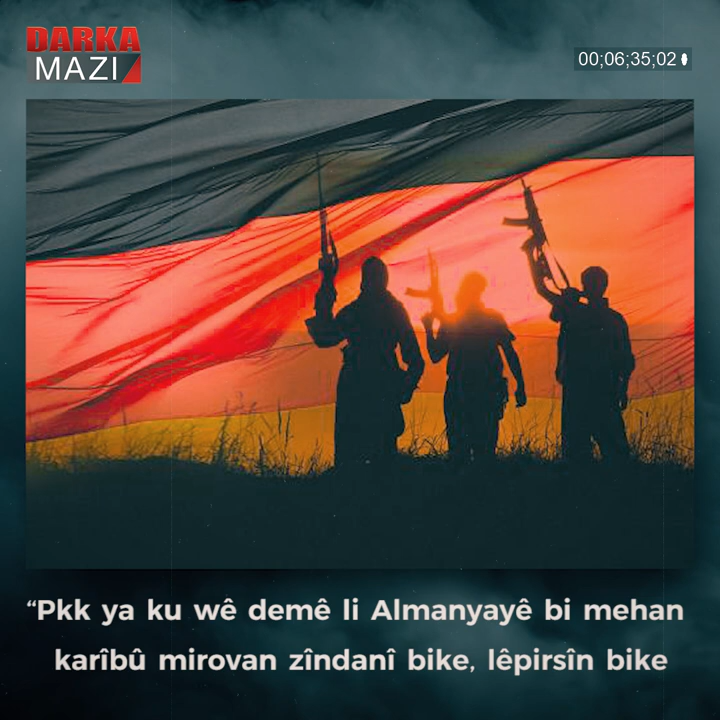 DARKA
MAZI
00;06;35;02
“Pkk ya ku wê demê li Almanyayê bi mehan
karîbû mirovan zîndanî bike, lêpirsîn bike